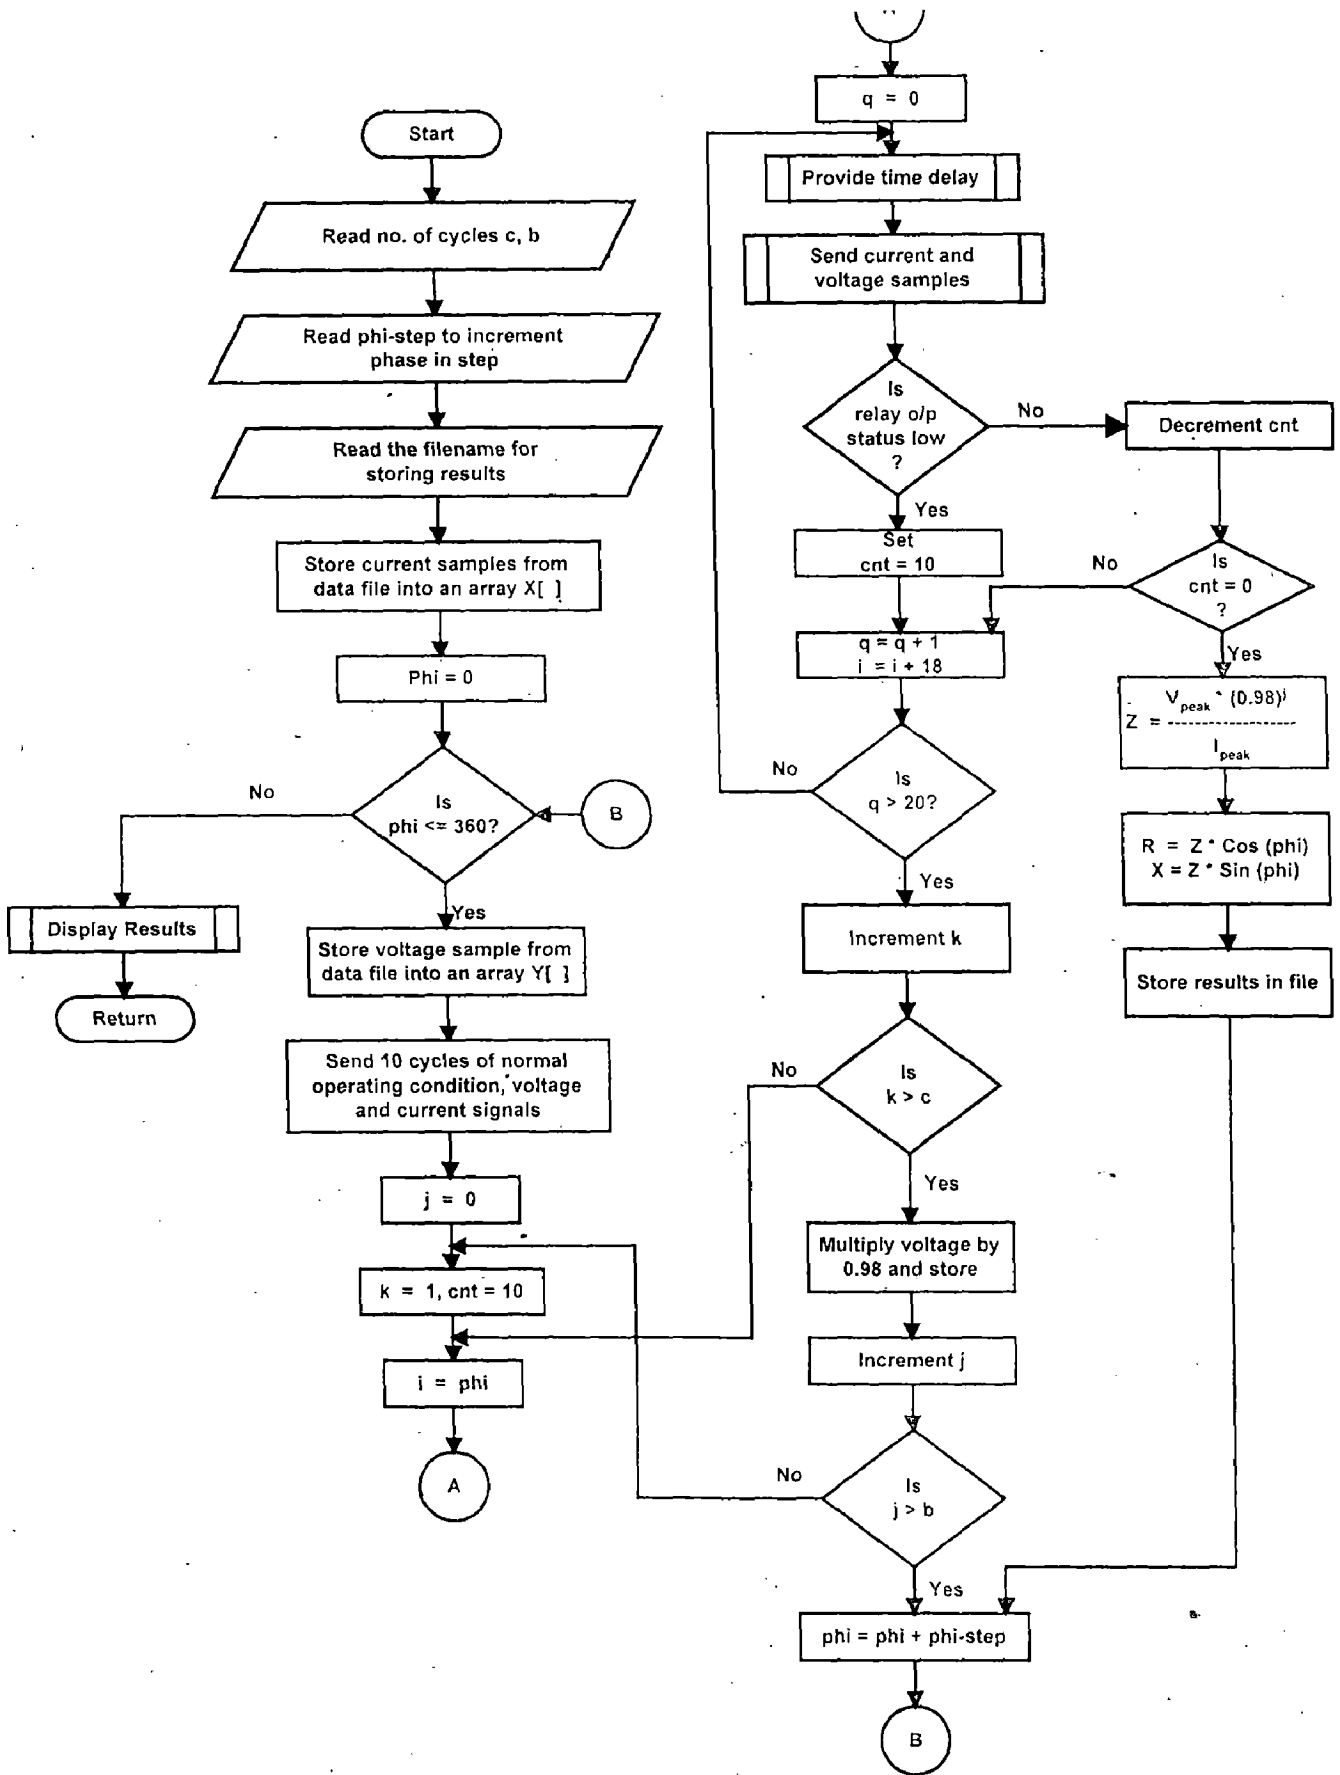 Start
Read no. of cycles c, b
Read phi-step to increment
phase in step
Read the filename for
storing results
Store current samples from
data file into an array X[ ]
Phi = 0
Is
phi <= 360?
No
B
Display Results
Return
Yes
Store voltage sample from
data file into an array Y[ ]
Send 10 cycles of normal
operating condition, voltage
and current signals
j = 0
k = 1, cnt = 10
i = phi
A
q = 0
Provide time delay
Send current and
voltage samples
Is
relay o/p
status low
?
No
Decrement cnt
Yes
Set
cnt = 10
Is
cnt = 0
?
No
q = q + 1
i = i + 18
Yes
Z = V peak * (0.98)j
---------------------
I peak
R = Z * Cos (phi)
X = Z * Sin (phi)
Store results in file
Is
q > 20?
No
Yes
Increment k
Is
k > c
No
Yes
Multiply voltage by
0.98 and store
Increment j
Is
j > b
No
Yes
phi = phi + phi-step
B